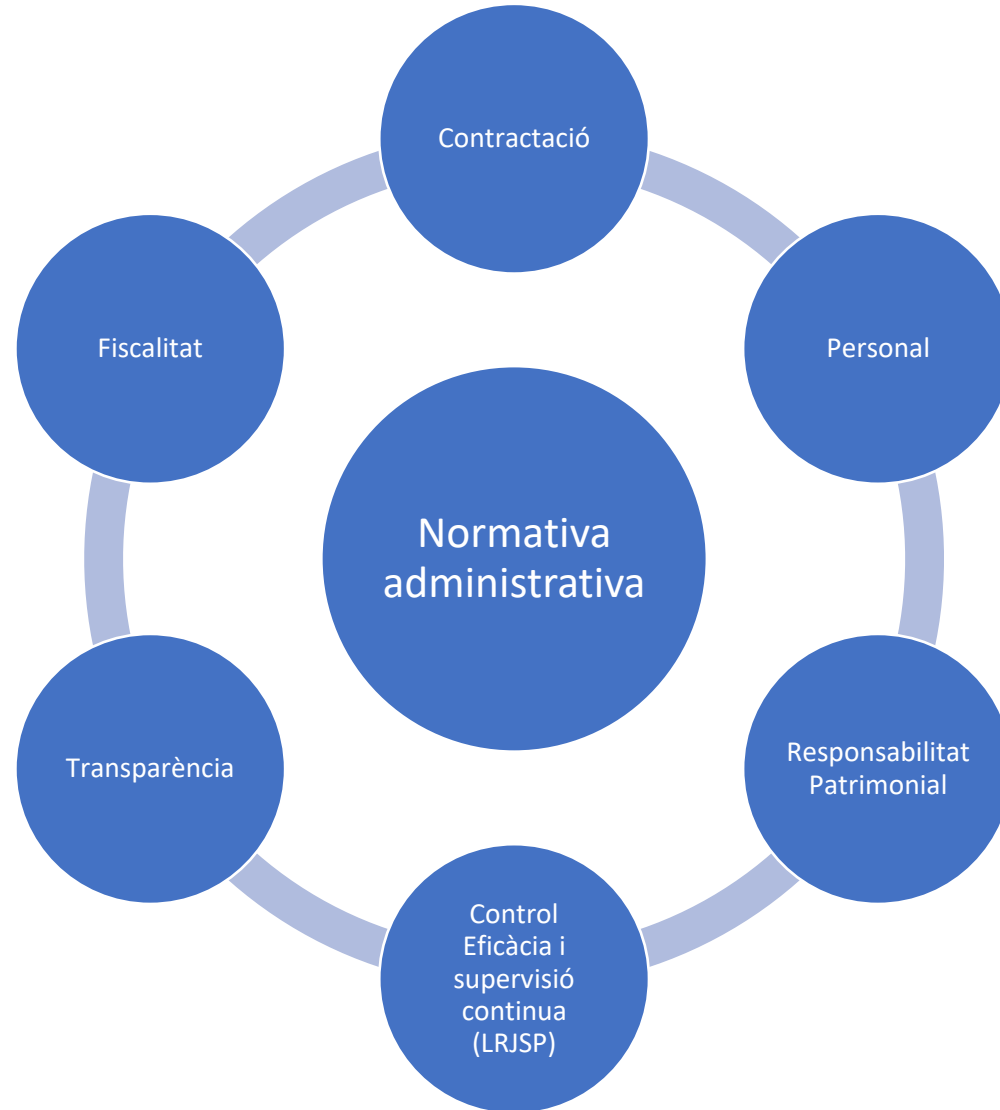 Contractació
Personal
Responsabilitat
Patrimonial
Control
Eficàcia i
supervisió
continua
(LRJSP)
Transparència
Fiscalitat
Normativa
administrativa